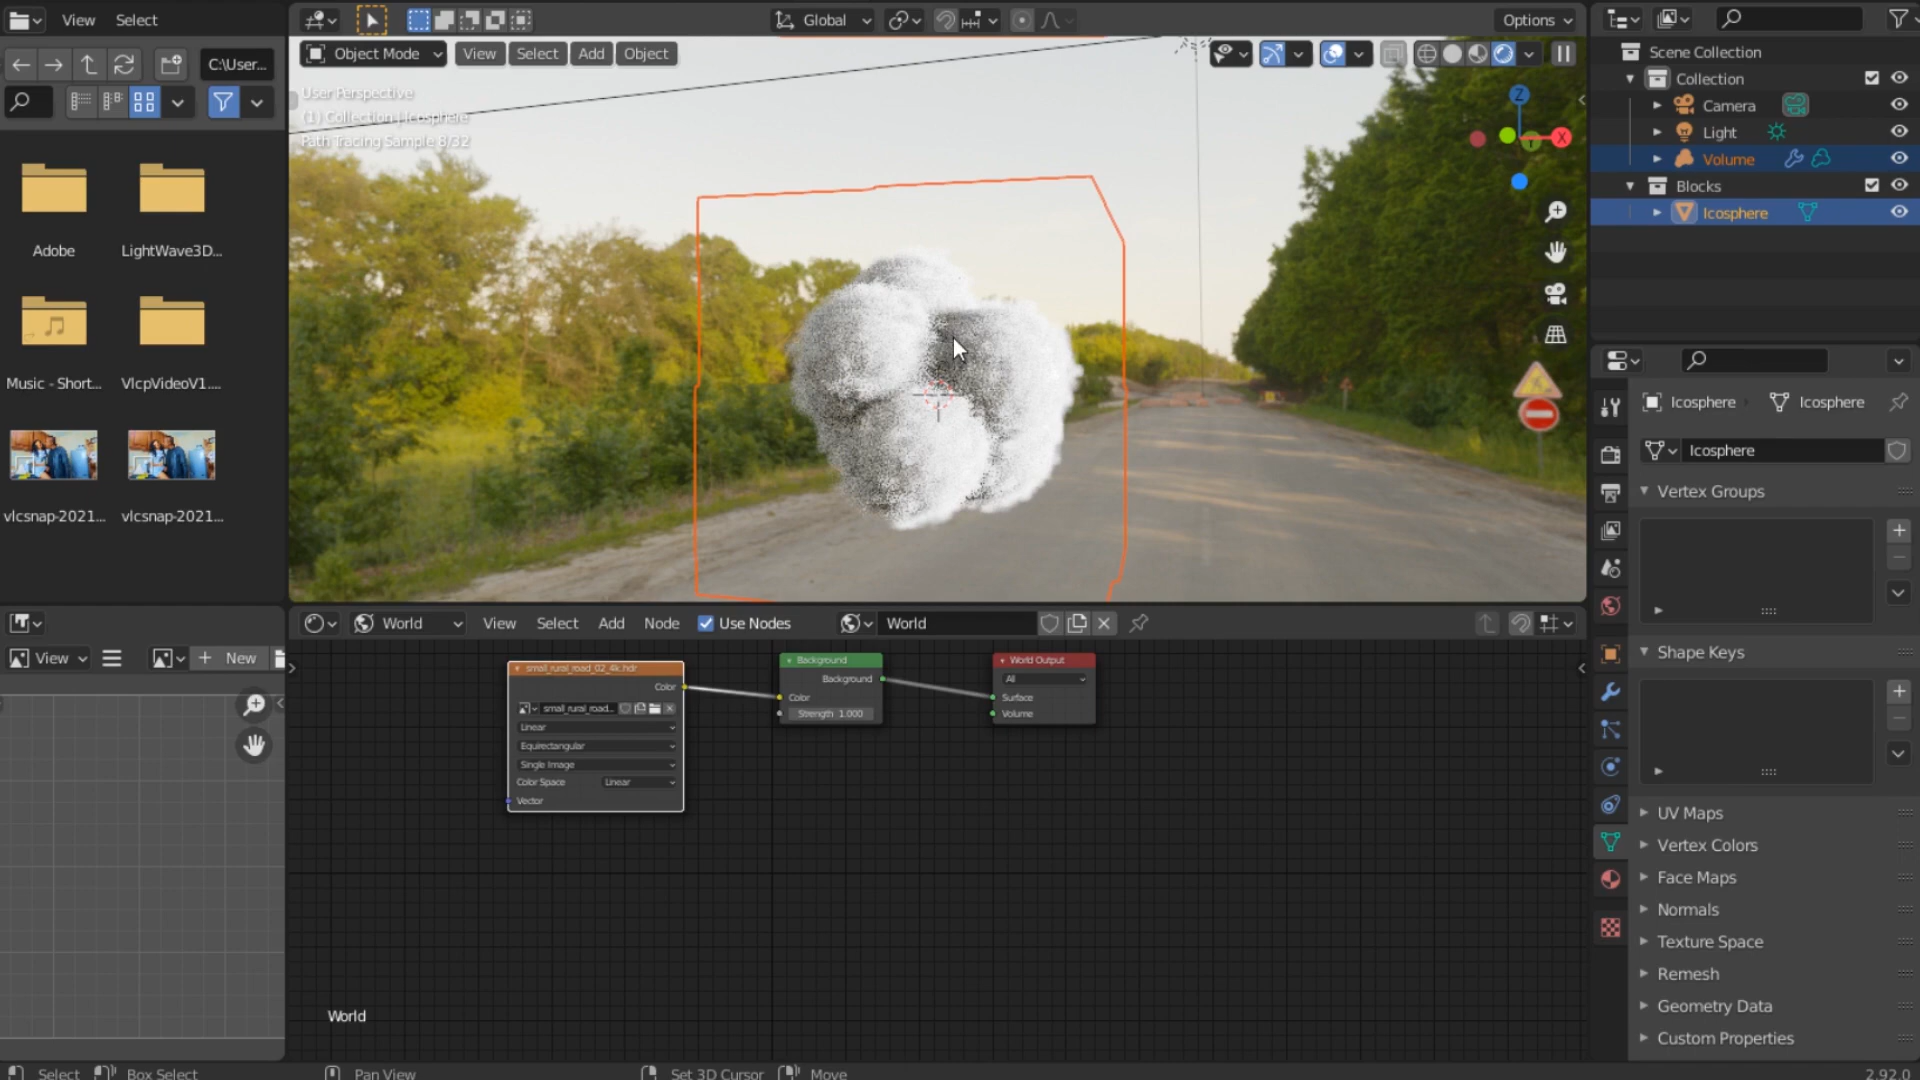 View
Select
Global
Options
C:\User...
Object Mode
View
Select
Add
Object
User Perspective
(1) Collection | Icosphere
Path Tracing Sample 8/32
Z
X
Y
Adobe
LightWave3D...
Music - Short...
VlcpVideoV1....
vlcsnap-2021...
vlcsnap-2021...
Scene Collection
Collection
Camera
Light
Volume
Blocks
Icosphere
Icosphere
Icosphere
Icosphere
Vertex Groups
Shape Keys
UV Maps
Vertex Colors
Face Maps
Normals
Texture Space
Remesh
Geometry Data
Custom Properties
View
New
World
View
Select
Add
Node
Use Nodes
World
small_rural_road_02_4k.hdr
Color
small_rural_road...
Linear
Equirectangular
Single Image
Color Space
Linear
Vector
Background
Background
Color
Strength 1.000
World Output
All
Surface
Volume
World
Select
Box Select
Pan View
Set 3D Cursor
Move
2.92.0